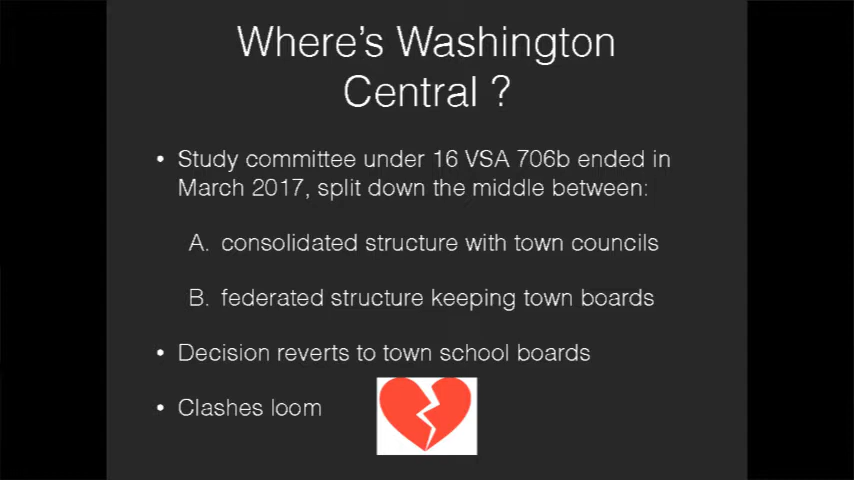 Where's Washington
Central ?
• Study committee under 16 VSA 706b ended in
March 2017, split down the middle between:
A. consolidated structure with town councils
B. federated structure keeping town boards
• Decision reverts to town school boards
• Clashes loom